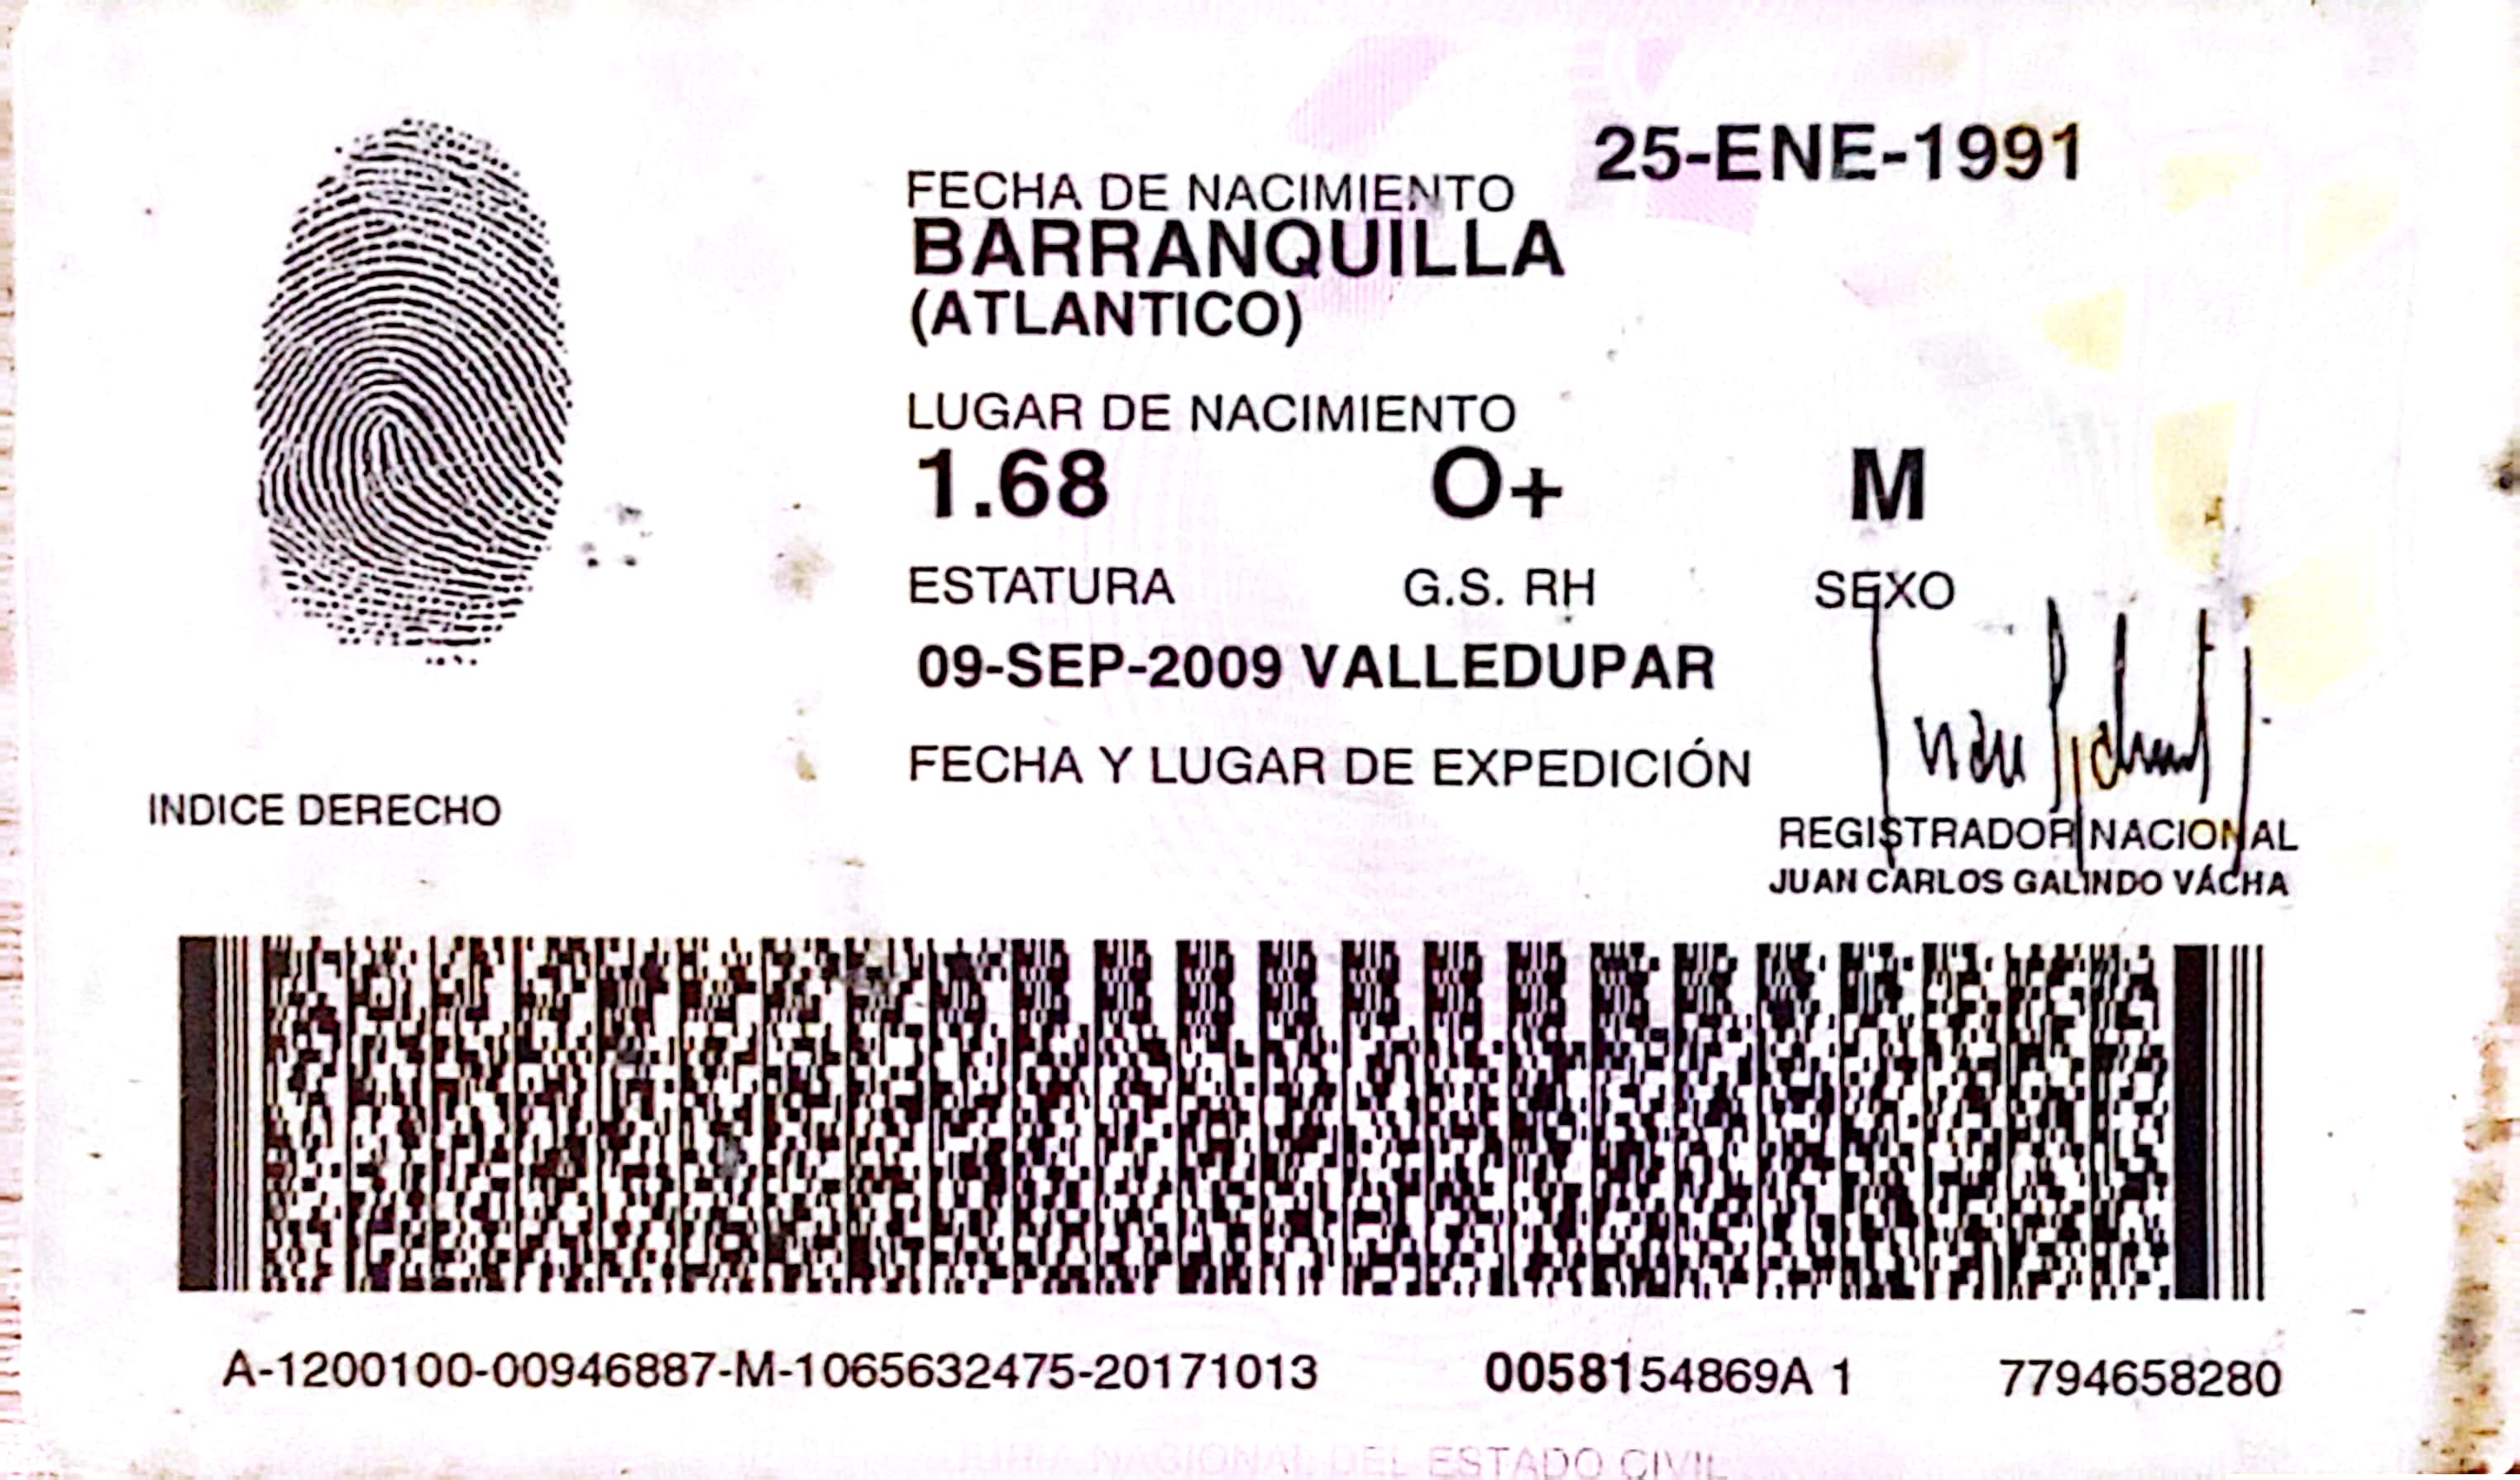 25-ENE-1991
FECHA DE NACIMIENTO
BARRANQUILLA
(ATLANTICO)
LUGAR DE NACIMIENTO
1.68 O+ M
ESTATURA G.S. RH SEXO
09-SEP-2009 VALLEDUPAR
FECHA Y LUGAR DE EXPEDICIÓN
INDICE DERECHO
REGISTRADOR NACIONAL
JUAN CARLOS GALINDO VÁCHA
A-1200100-00946887-M-1065632475-20171013 0058154869A 1 7794658280
NACIONAL DEL ESTADO CIVIL